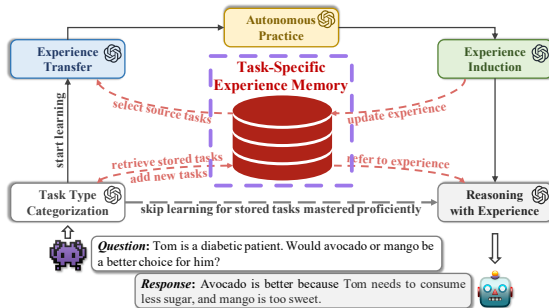 Autonomous
Practice
Experience
Transfer
Experience
Induction
Task-Specific
Experience Memory
select source tasks
update experience
start learning
retrieve stored tasks
add new tasks
refer to experience
Task Type
Categorization
skip learning for stored tasks mastered proficiently
Reasoning
with Experience
Question: Tom is a diabetic patient. Would avocado or mango be
a better choice for him?
Response: Avocado is better because Tom needs to consume
less sugar, and mango is too sweet.